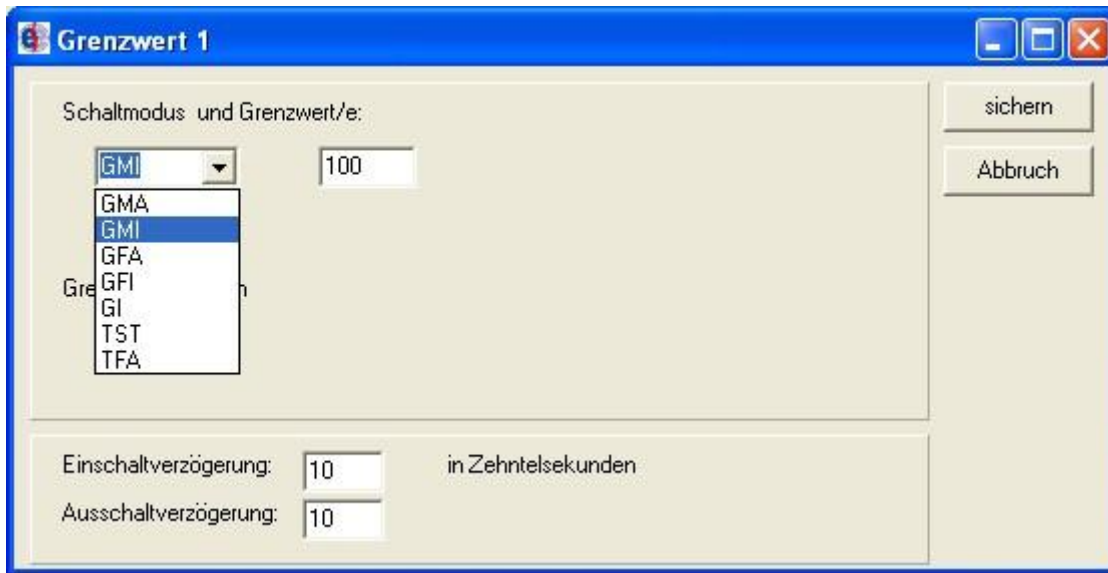 Grenzwert 1
Schaltmodus und Grenzwert/e:
sichern
GMI
100
Abbruch
GMA
GMI
GFA
GFI
GI
TST
TFA
Einschaltverzögerung:
10
in Zehntelsekunden
Ausschaltverzögerung:
10